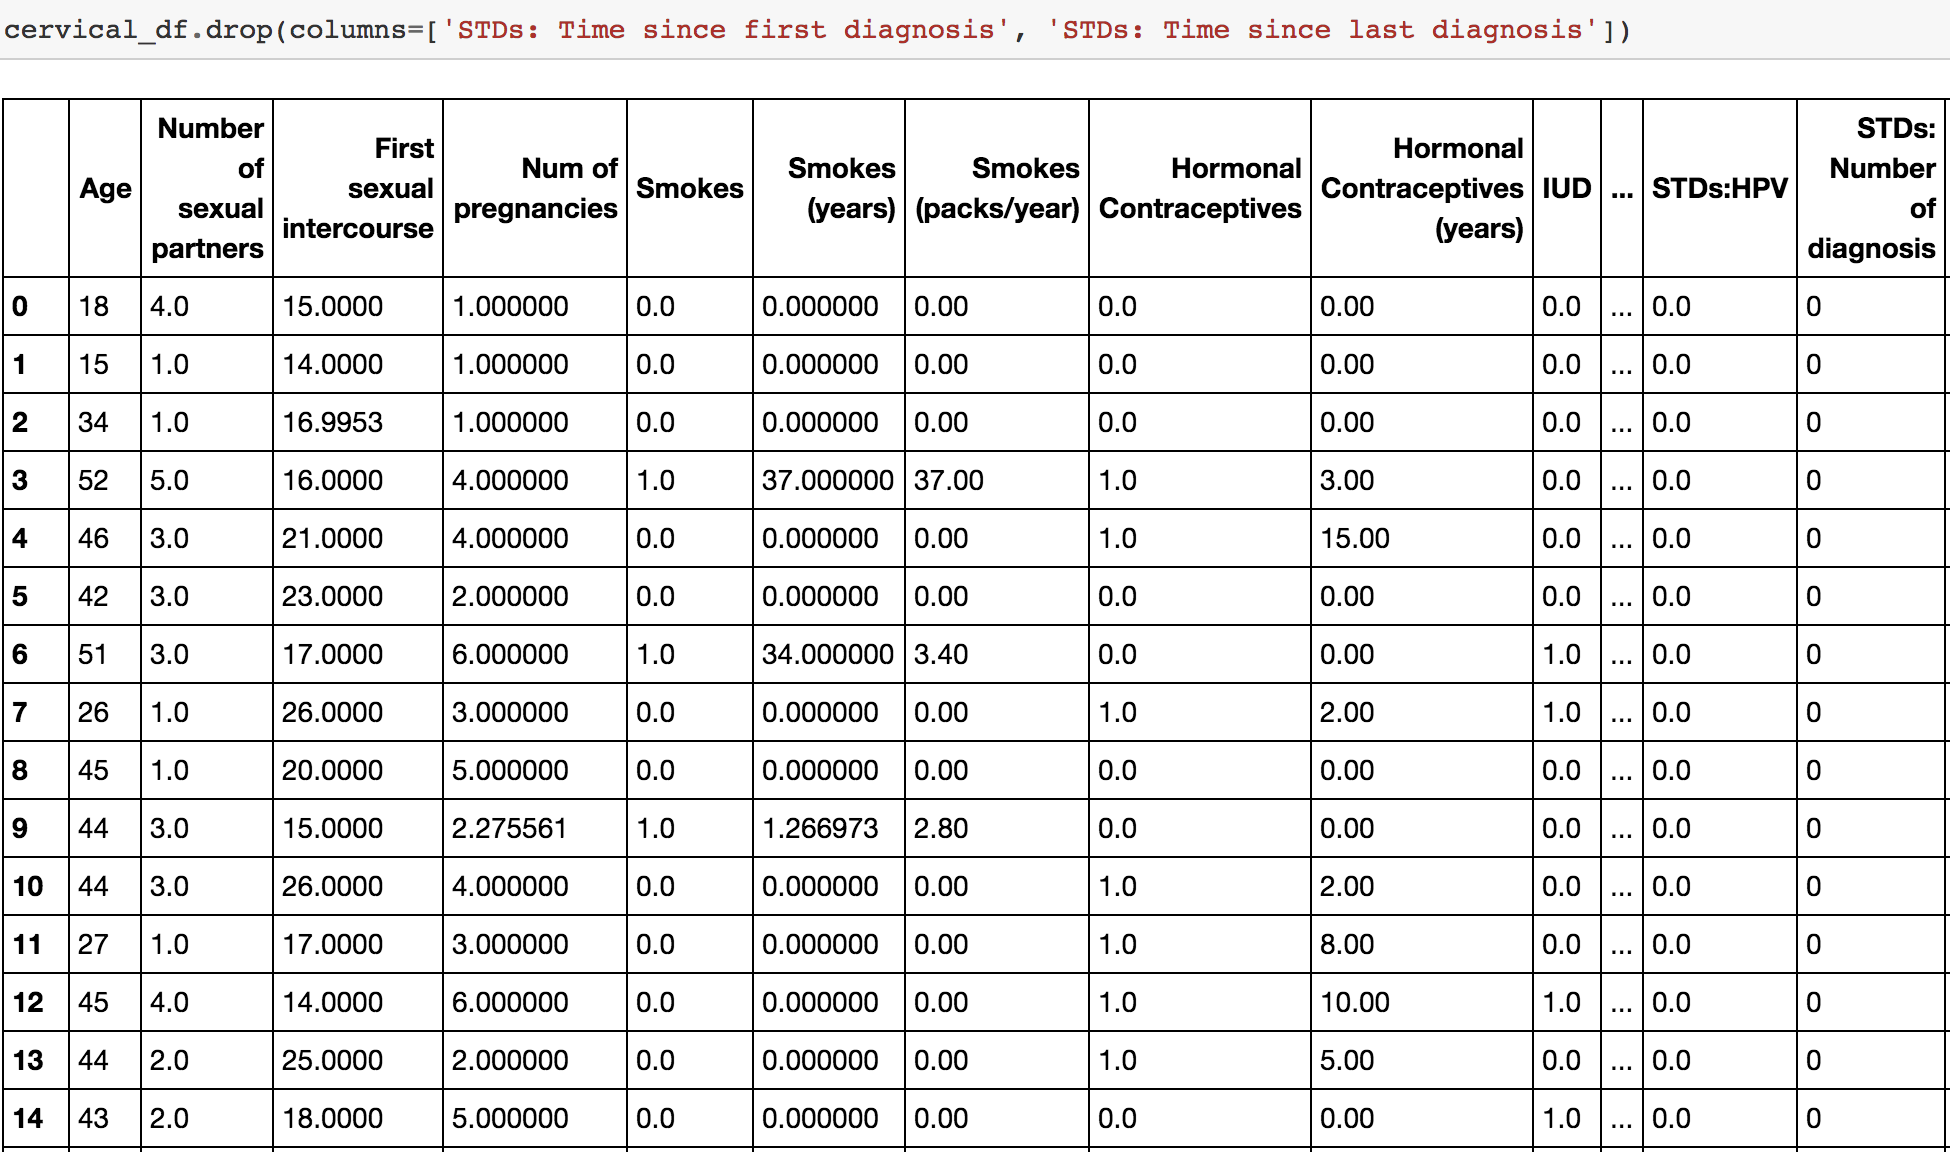 cervical_df.drop(columns=['STDs: Time since first diagnosis', 'STDs: Time since last diagnosis'])
Age Number of sexual partners First sexual intercourse Num of pregnancies Smokes Smokes (years) Smokes (packs/year) Hormonal Contraceptives Hormonal Contraceptives (years) IUD ... STDs:HPV STDs: Number of diagnosis
0 18 4.0 15.0000 1.000000 0.0 0.000000 0.00 0.0 0.00 0.0 ... 0.0 0
1 15 1.0 14.0000 1.000000 0.0 0.000000 0.00 0.0 0.00 0.0 ... 0.0 0
2 34 1.0 16.9953 1.000000 0.0 0.000000 0.00 0.0 0.00 0.0 ... 0.0 0
3 52 5.0 16.0000 4.000000 1.0 37.000000 37.00 1.0 3.00 0.0 ... 0.0 0
4 46 3.0 21.0000 4.000000 0.0 0.000000 0.00 1.0 15.00 0.0 ... 0.0 0
5 42 3.0 23.0000 2.000000 0.0 0.000000 0.00 0.0 0.00 0.0 ... 0.0 0
6 51 3.0 17.0000 6.000000 1.0 34.000000 3.40 0.0 0.00 1.0 ... 0.0 0
7 26 1.0 26.0000 3.000000 0.0 0.000000 0.00 1.0 2.00 1.0 ... 0.0 0
8 45 1.0 20.0000 5.000000 0.0 0.000000 0.00 0.0 0.00 0.0 ... 0.0 0
9 44 3.0 15.0000 2.275561 1.0 1.266973 2.80 0.0 0.00 0.0 ... 0.0 0
10 44 3.0 26.0000 4.000000 0.0 0.000000 0.00 1.0 2.00 0.0 ... 0.0 0
11 27 1.0 17.0000 3.000000 0.0 0.000000 0.00 1.0 8.00 0.0 ... 0.0 0
12 45 4.0 14.0000 6.000000 0.0 0.000000 0.00 1.0 10.00 1.0 ... 0.0 0
13 44 2.0 25.0000 2.000000 0.0 0.000000 0.00 1.0 5.00 0.0 ... 0.0 0
14 43 2.0 18.0000 5.000000 0.0 0.000000 0.00 0.0 0.00 1.0 ... 0.0 0